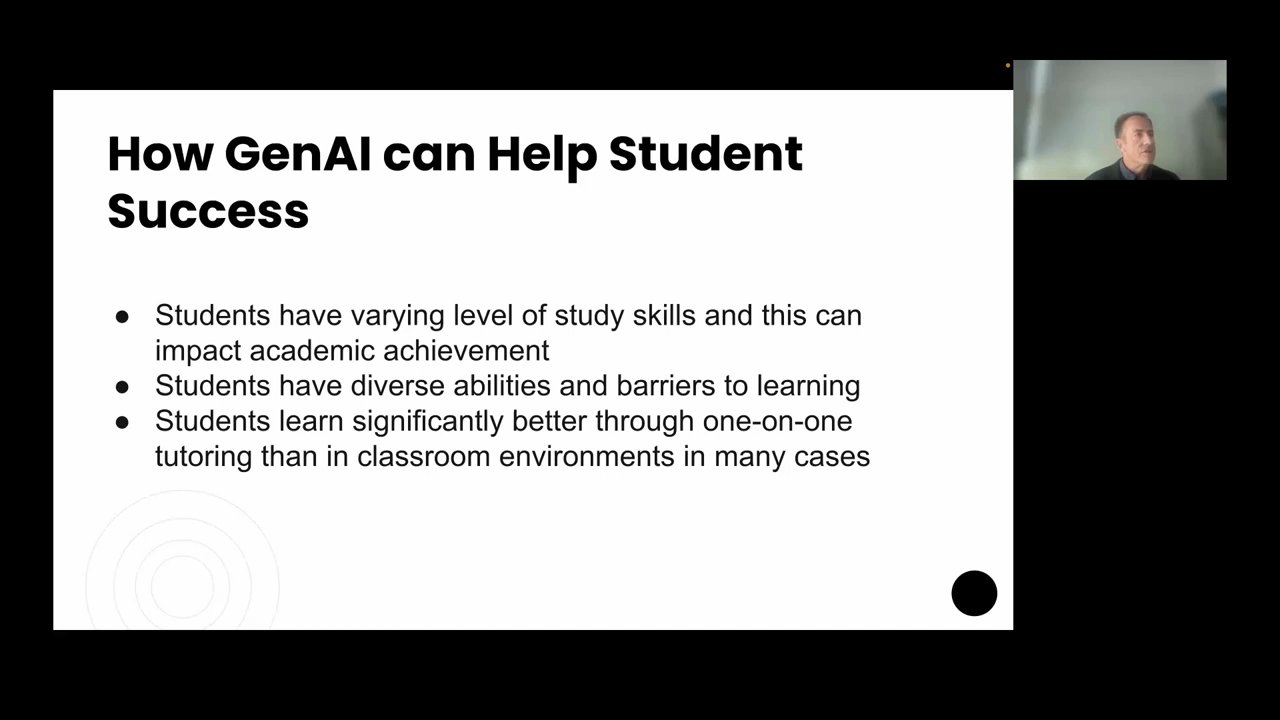 How GenAI can Help Student
Success
● Students have varying level of study skills and this can
impact academic achievement
● Students have diverse abilities and barriers to learning
● Students learn significantly better through one-on-one
tutoring than in classroom environments in many cases